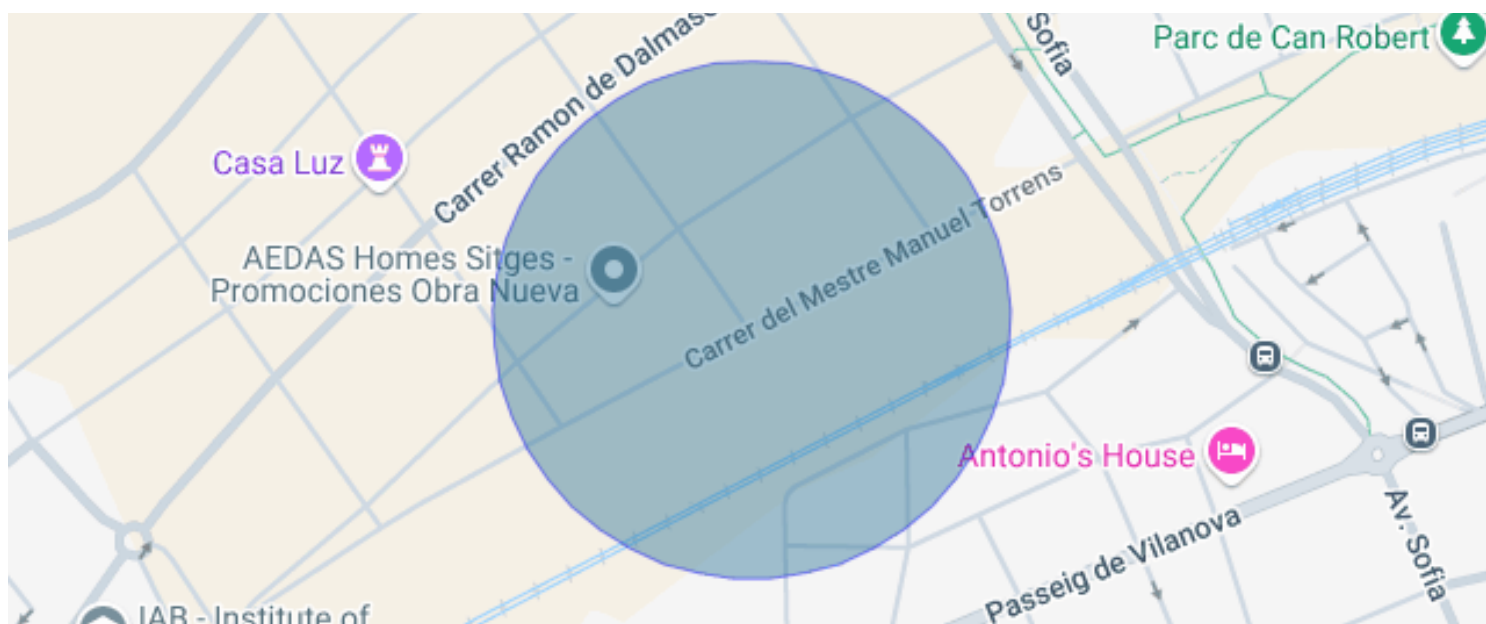 Carrer Ramon de Dalmas
Sofia
Parc de Can Robert
Casa Luz
AEDAS Homes Sitges -
Promociones Obra Nueva
Carrer del Mestre Manuel Torrens
Antonio's House
Passeig de Vilanova
Av. Sofia
IAB - Institute of